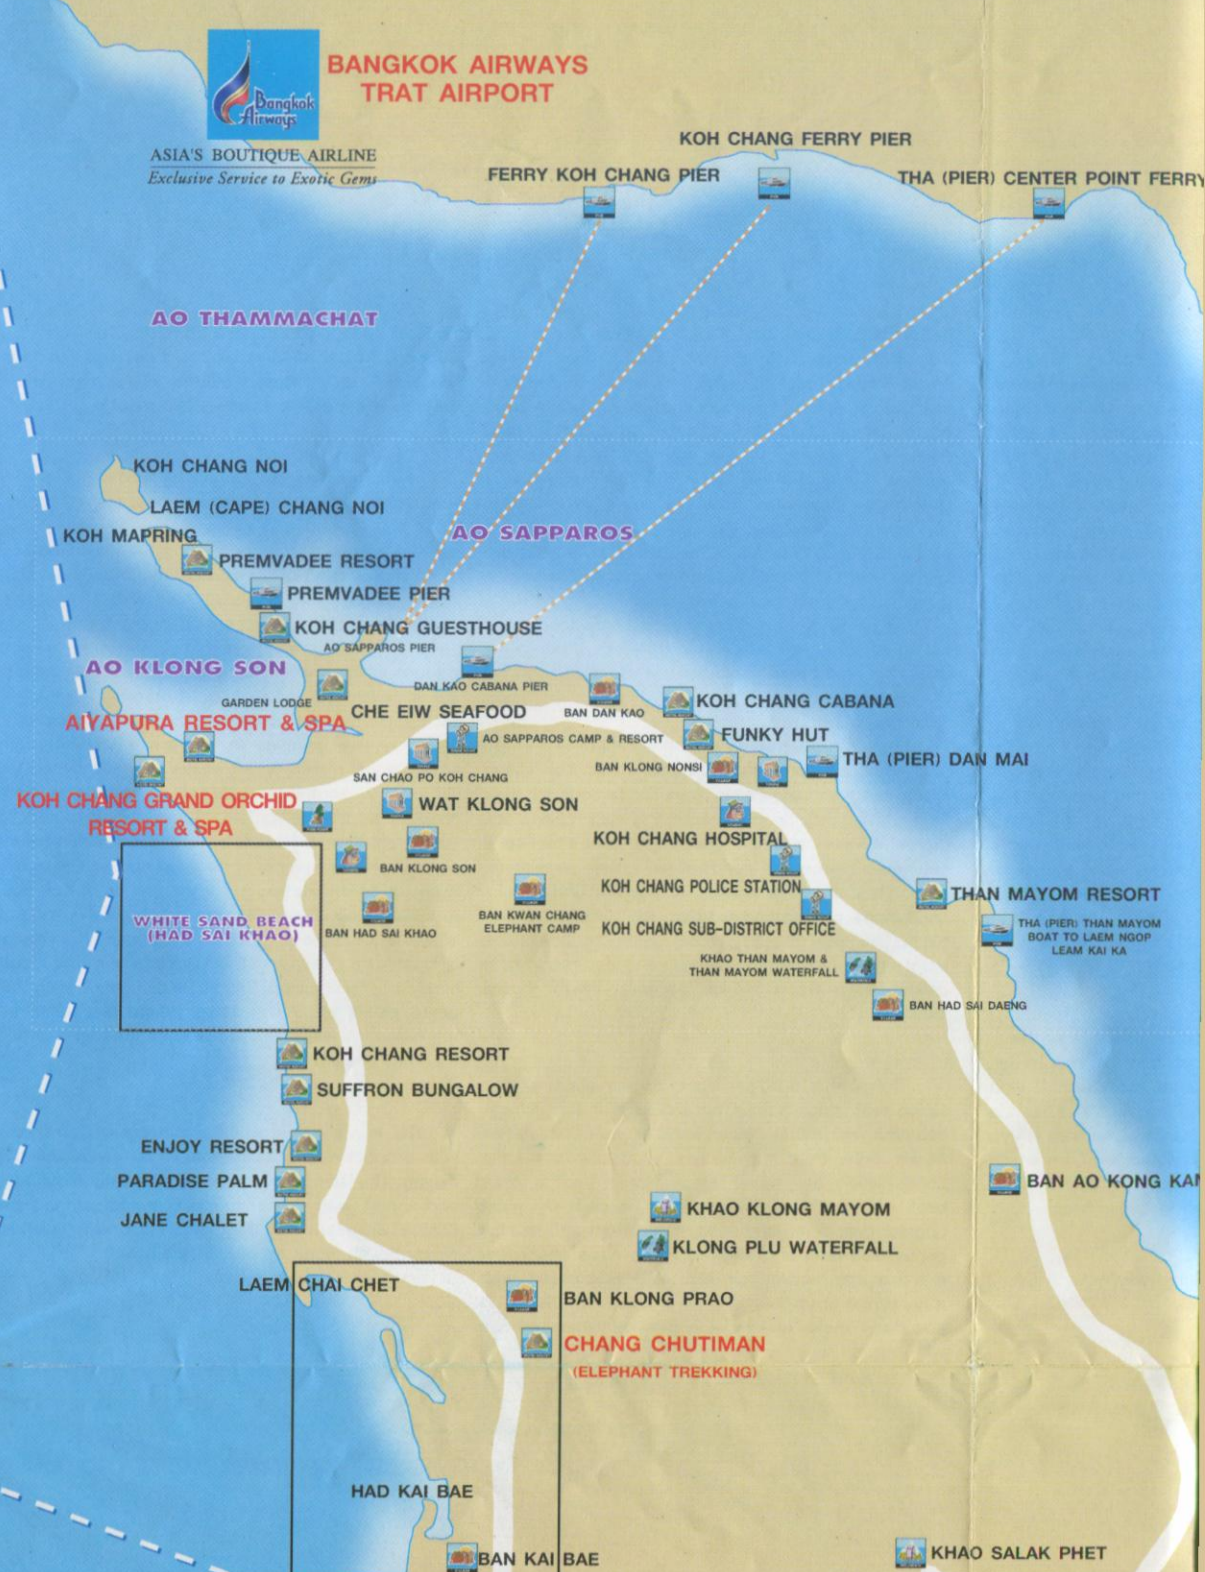 BANGKOK AIRWAYS
TRAT AIRPORT
Bangkok
Airways
ASIA'S BOUTIQUE AIRLINE
Exclusive Service to Exotic Gems
KOH CHANG FERRY PIER
FERRY KOH CHANG PIER
THA (PIER) CENTER POINT FERRY
AO THAMMACHAT
KOH CHANG NOI
LAEM (CAPE) CHANG NOI
KOH MAPRING
AO SAPPAROS
PREMVADEE RESORT
PREMVADEE PIER
KOH CHANG GUESTHOUSE
AO SAPPAROS PIER
AO KLONG SON
DAN KAO CABANA PIER
GARDEN LODGE
CHE EIW SEAFOOD
BAN DAN KAO
KOH CHANG CABANA
AIYAPURA RESORT & SPA
AO SAPPAROS CAMP & RESORT
FUNKY HUT
THA (PIER) DAN MAI
BAN KLONG NONSI
SAN CHAO PO KOH CHANG
KOH CHANG GRAND ORCHID
RESORT & SPA
WAT KLONG SON
KOH CHANG HOSPITAL
BAN KLONG SON
KOH CHANG POLICE STATION
THAN MAYOM RESORT
WHITE SAND BEACH
(HAD SAI KHAO)
BAN HAD SAI KHAO
BAN KWAN CHANG
ELEPHANT CAMP
KOH CHANG SUB-DISTRICT OFFICE
THA (PIER) THAN MAYOM
BOAT TO LAEM NGOP
LEAM KAI KA
KHAO THAN MAYOM &
THAN MAYOM WATERFALL
BAN HAD SAI DAENG
KOH CHANG RESORT
SUFFRON BUNGALOW
ENJOY RESORT
PARADISE PALM
BAN AO KONG KAN
JANE CHALET
KHAO KLONG MAYOM
KLONG PLU WATERFALL
LAEM CHAI CHET
BAN KLONG PRAO
CHANG CHUTIMAN
(ELEPHANT TREKKING)
HAD KAI BAE
BAN KAI BAE
KHAO SALAK PHET